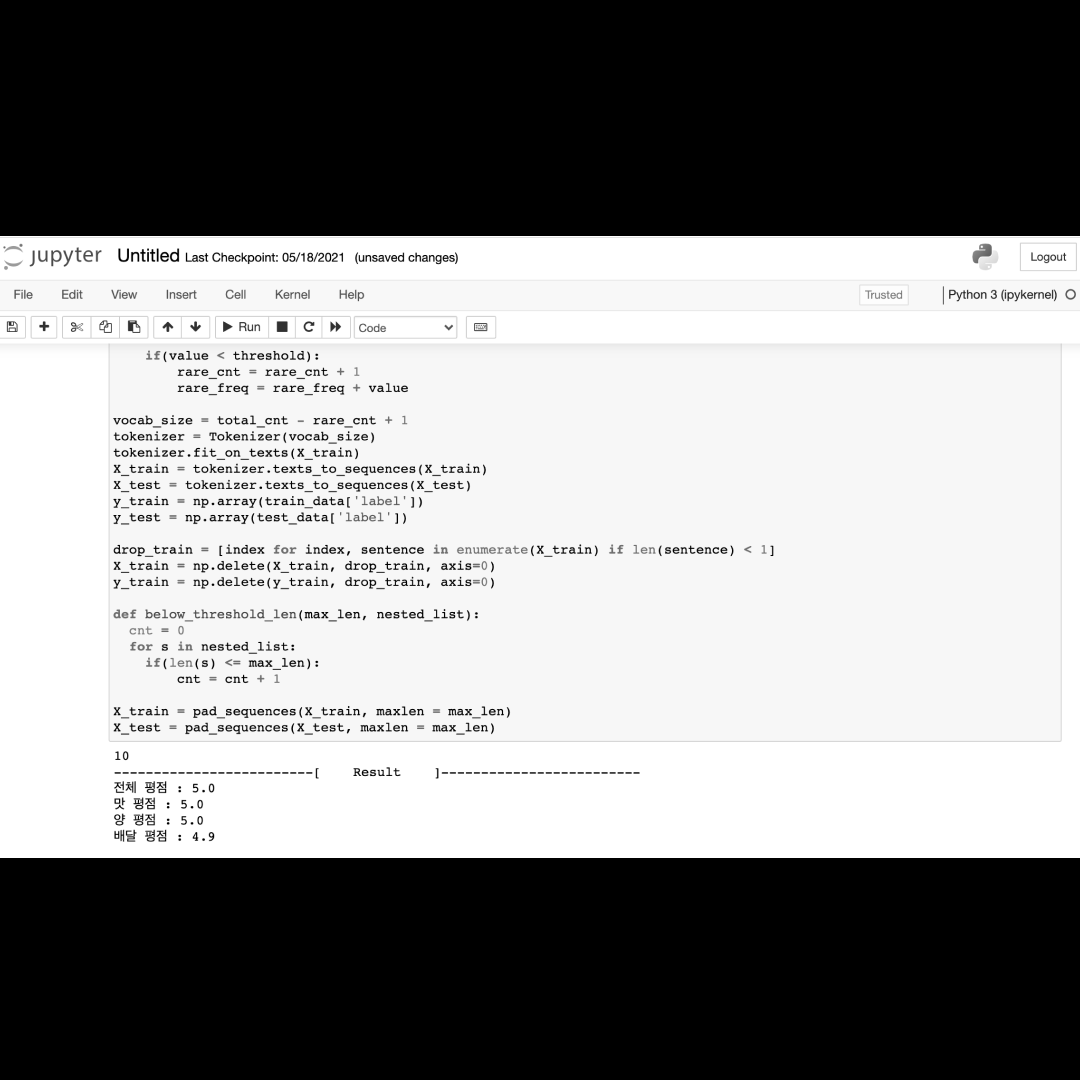 jupyter Untitled Last Checkpoint: 05/18/2021 (unsaved changes) Logout
File Edit View Insert Cell Kernel Help Trusted Python 3 (ipykernel)
Run Code
if(value < threshold):
rare_cnt = rare_cnt + 1
rare_freq = rare_freq + value
vocab_size = total_cnt - rare_cnt + 1
tokenizer = Tokenizer(vocab_size)
tokenizer.fit_on_texts(X_train)
X_train = tokenizer.texts_to_sequences(X_train)
X_test = tokenizer.texts_to_sequences(X_test)
y_train = np.array(train_data['label'])
y_test = np.array(test_data['label'])
drop_train = [index for index, sentence in enumerate(X_train) if len(sentence) < 1]
X_train = np.delete(X_train, drop_train, axis=0)
y_train = np.delete(y_train, drop_train, axis=0)
def below_threshold_len(max_len, nested_list):
cnt = 0
for s in nested_list:
if(len(s) <= max_len):
cnt = cnt + 1
X_train = pad_sequences(X_train, maxlen = max_len)
X_test = pad_sequences(X_test, maxlen = max_len)
10
-------------------------[ Result ]-------------------------
전체 평점 : 5.0
맛 평점 : 5.0
양 평점 : 5.0
배달 평점 : 4.9